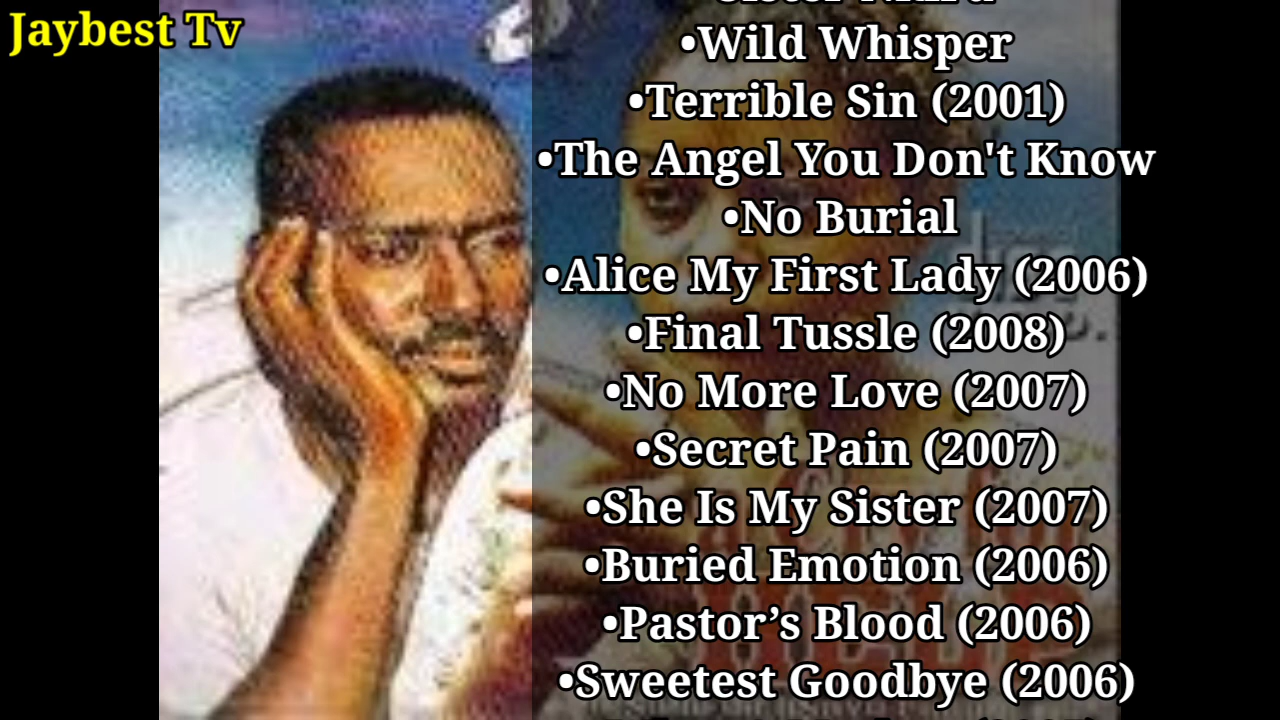 Jaybest Tv
•Wild Whisper
•Terrible Sin (2001)
•The Angel You Don't Know
•No Burial
•Alice My First Lady (2006)
•Final Tussle (2008)
•No More Love (2007)
•Secret Pain (2007)
•She Is My Sister (2007)
•Buried Emotion (2006)
•Pastor’s Blood (2006)
•Sweetest Goodbye (2006)